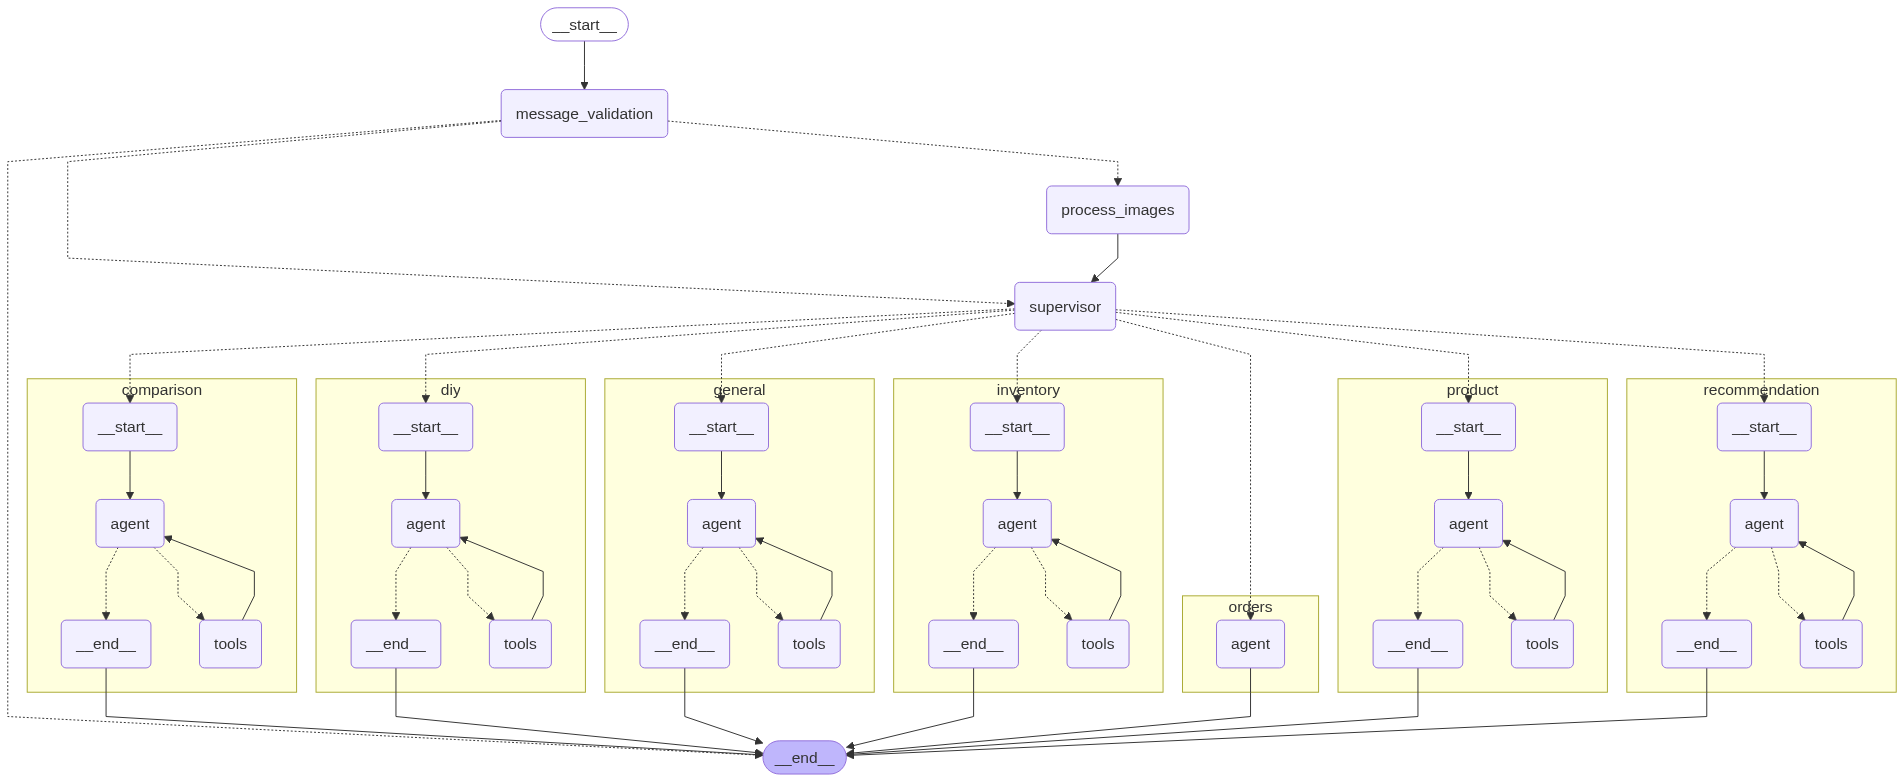 __start__
message_validation
process_images
supervisor
comparison
diy
general
inventory
product
recommendation
__start__
__start__
__start__
__start__
__start__
__start__
agent
agent
agent
agent
agent
agent
orders
__end__
tools
__end__
tools
__end__
tools
__end__
tools
agent
__end__
tools
__end__
tools
__end__